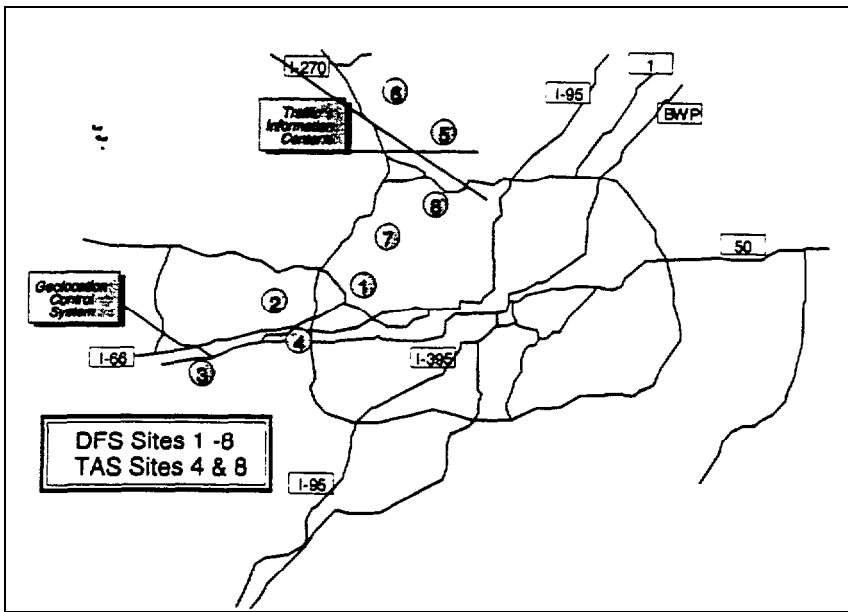 I-270
1
I-95
BWP
6
Traffic
Information
Centers
5
8
7
50
Geolocation
Control
System
1
2
4
I-66
I-395
3
DFS Sites 1 -8
TAS Sites 4 & 8
I-95